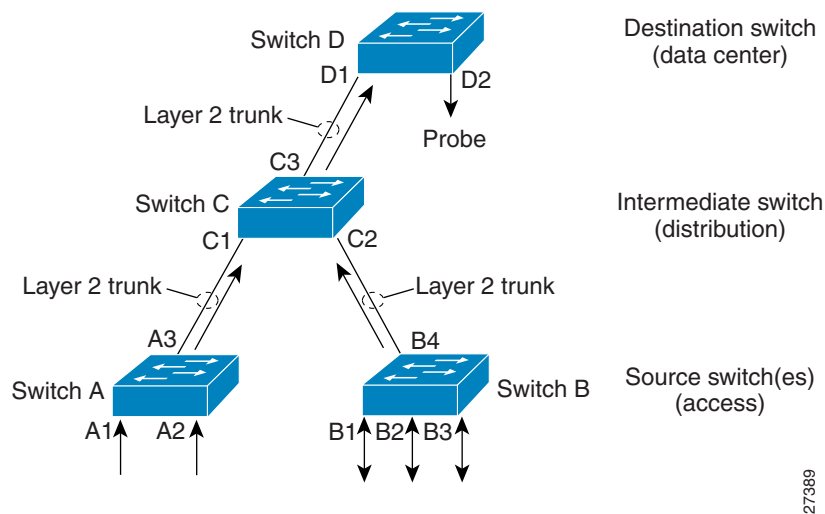 Switch D
Destination switch
(data center)
D1
D2
Layer 2 trunk
Probe
C3
Switch C
Intermediate switch
(distribution)
C1
C2
Layer 2 trunk
Layer 2 trunk
A3
B4
Switch A
Switch B
Source switch(es)
(access)
A1
A2
B1
B2
B3
27389